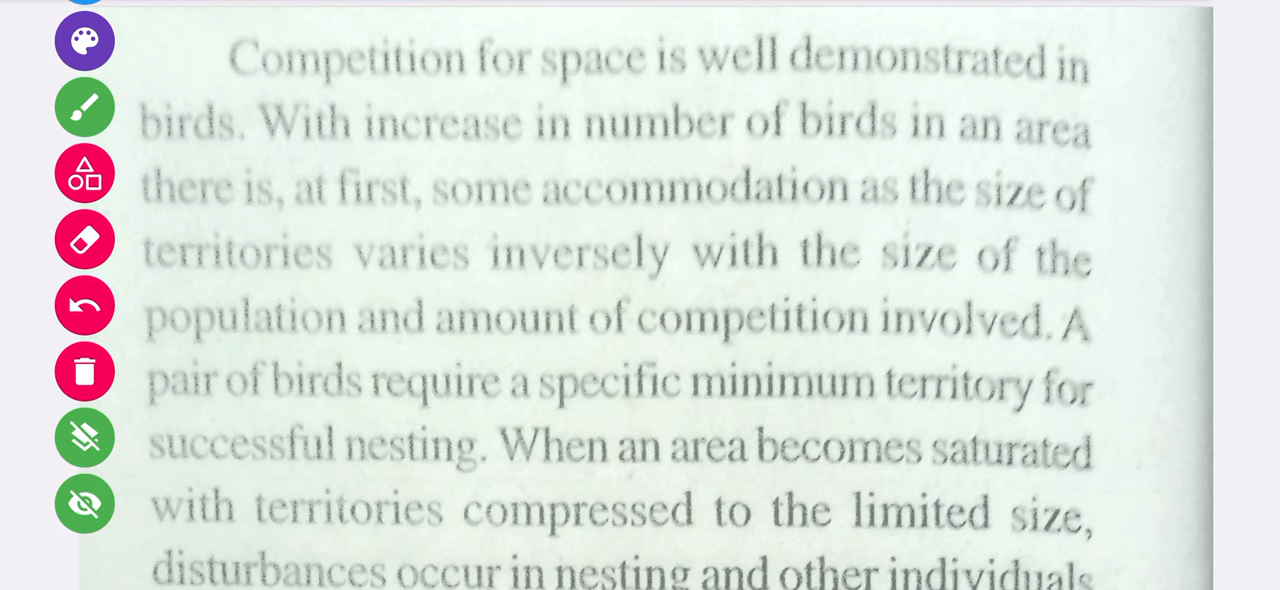 Competition for space is well demonstrated in
birds. With increase in number of birds in an area
there is, at first, some accommodation as the size of
territories varies inversely with the size of the
population and amount of competition involved. A
pair of birds require a specific minimum territory for
successful nesting. When an area becomes saturated
with territories compressed to the limited size,
disturbances occur in nesting and other individuals